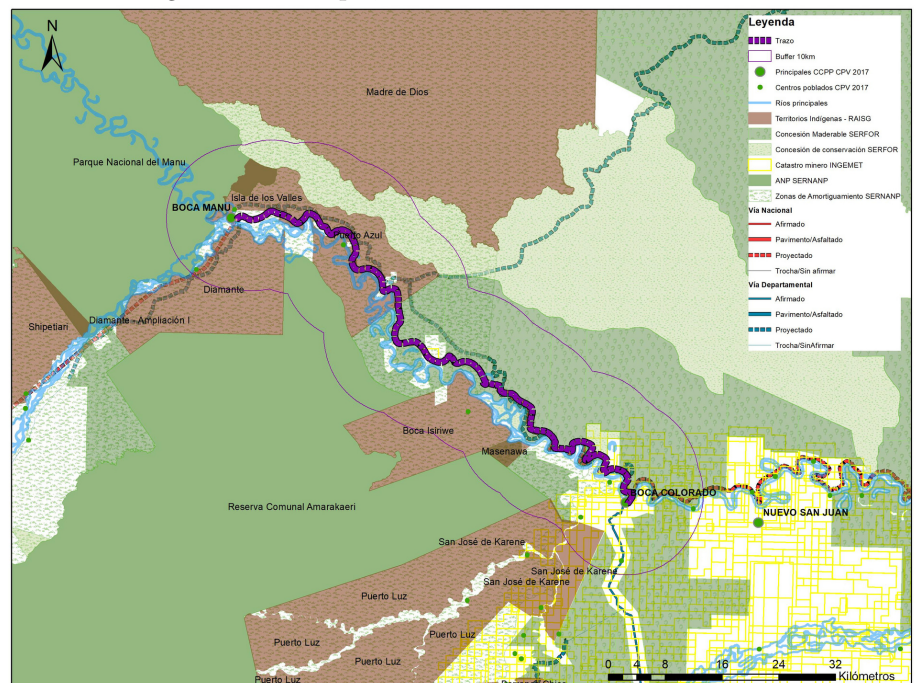 N
Leyenda
Trazo
Buffer 10km
Principales CCPP CPV 2017
Centros poblados CPV 2017
Ríos principales
Territorios Indígenas - RAISG
Concesión Maderable SERFOR
Concesión de conservación SERFOR
Catastro minero INGEMET
ANP SERNANP
Zonas de Amortiguamiento SERNANP
Vía Nacional
Afirmado
Pavimento/Asfaltado
Proyectado
Trocha/Sin afirmar
Vía Departamental
Afirmado
Pavimento/Asfaltado
Proyectado
Trocha/SinAfirmar
Madre de Dios
Parque Nacional del Manu
Isla de los Valles
BOCA MANU
Puerto Azul
Diamante
Diamante - Ampliación I
Shipetiari
Boca Isiriwe
Masenawa
BOCA COLORADO
Reserva Comunal Amarakaeri
NUEVO SAN JUAN
San José de Karene
San José de Karene
San José de Karene
Puerto Luz
Puerto Luz
Puerto Luz
Puerto Luz
Puerto Luz
Puerto Luz
0 4 8 16 24 32
Kilómetros